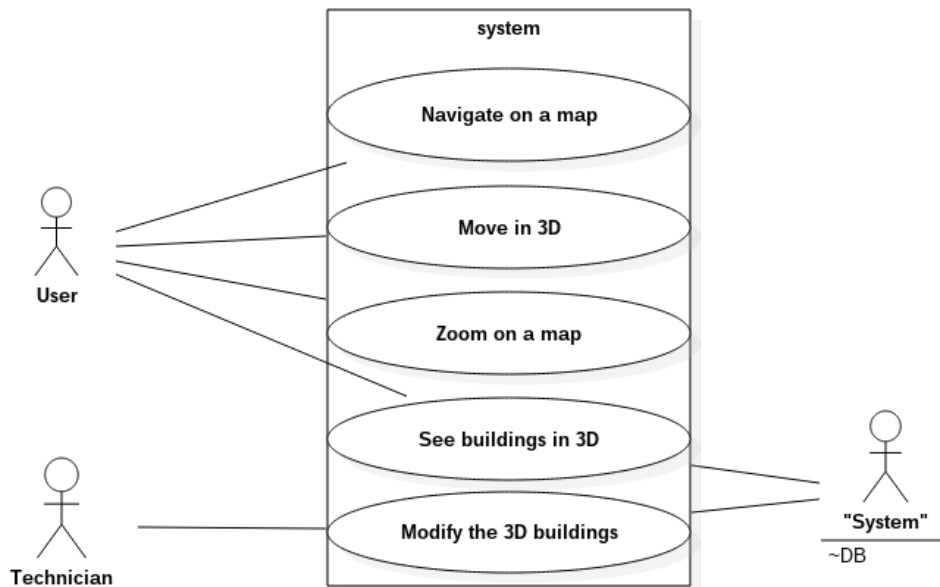 system
Navigate on a map
Move in 3D
User
Zoom on a map
See buildings in 3D
"System"
~DB
Modify the 3D buildings
Technician